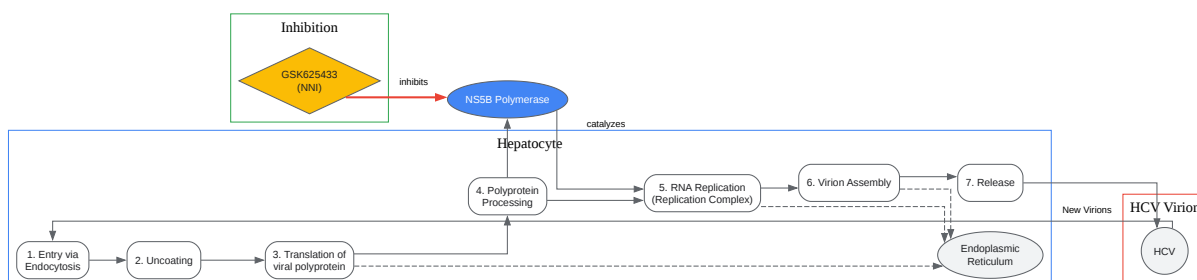 Inhibition
GSK625433
(NNI)
inhibits
NS5B Polymerase
catalyzes
Hepatocyte
4. Polyprotein
Processing
5. RNA Replication
(Replication Complex)
6. Virion Assembly
7. Release
New Virions
HCV Virion
1. Entry via
Endocytosis
2. Uncoating
3. Translation of
viral polyprotein
Endoplasmic
Reticulum
HCV